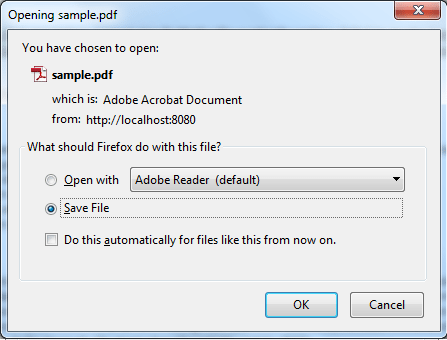 Opening sample.pdf
You have chosen to open:
sample.pdf
which is: Adobe Acrobat Document
from: http://localhost:8080
What should Firefox do with this file?
Open with Adobe Reader (default)
Save File
Do this automatically for files like this from now on.
OK Cancel